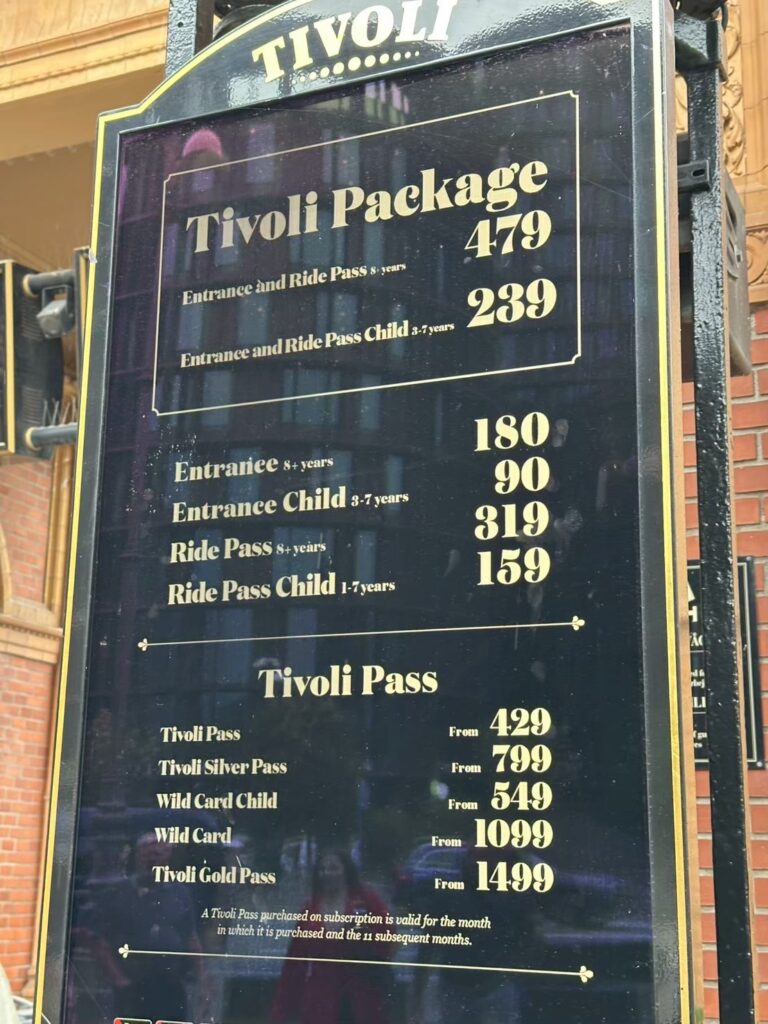 TIVOLI
Tivoli Package
Entrance and Ride Pass 8+ years 479
Entrance and Ride Pass Child 3-7 years 239
Entrance 8+ years 180
Entrance Child 3-7 years 90
Ride Pass 8+ years 319
Ride Pass Child 1-7 years 159
Tivoli Pass
Tivoli Pass From 429
Tivoli Silver Pass From 799
Wild Card Child From 549
Wild Card From 1099
Tivoli Gold Pass From 1499
A Tivoli Pass purchased on subscription is valid for the month
in which it is purchased and the 11 subsequent months.